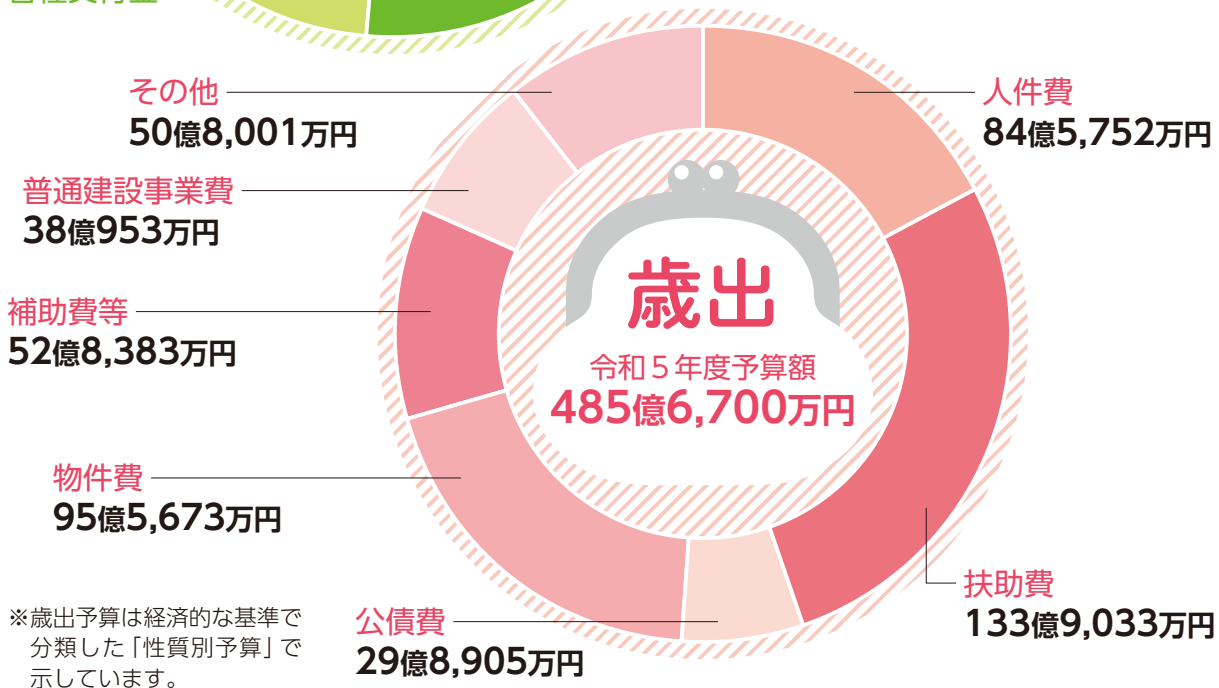 その他
50億8,001万円
人件費
84億5,752万円
普通建設事業費
38億953万円
補助費等
52億8,383万円
歳出
令和5年度予算額
485億6,700万円
物件費
95億5,673万円
扶助費
133億9,033万円
公債費
29億8,905万円
※歳出予算は経済的な基準で
分類した「性質別予算」で
示しています。